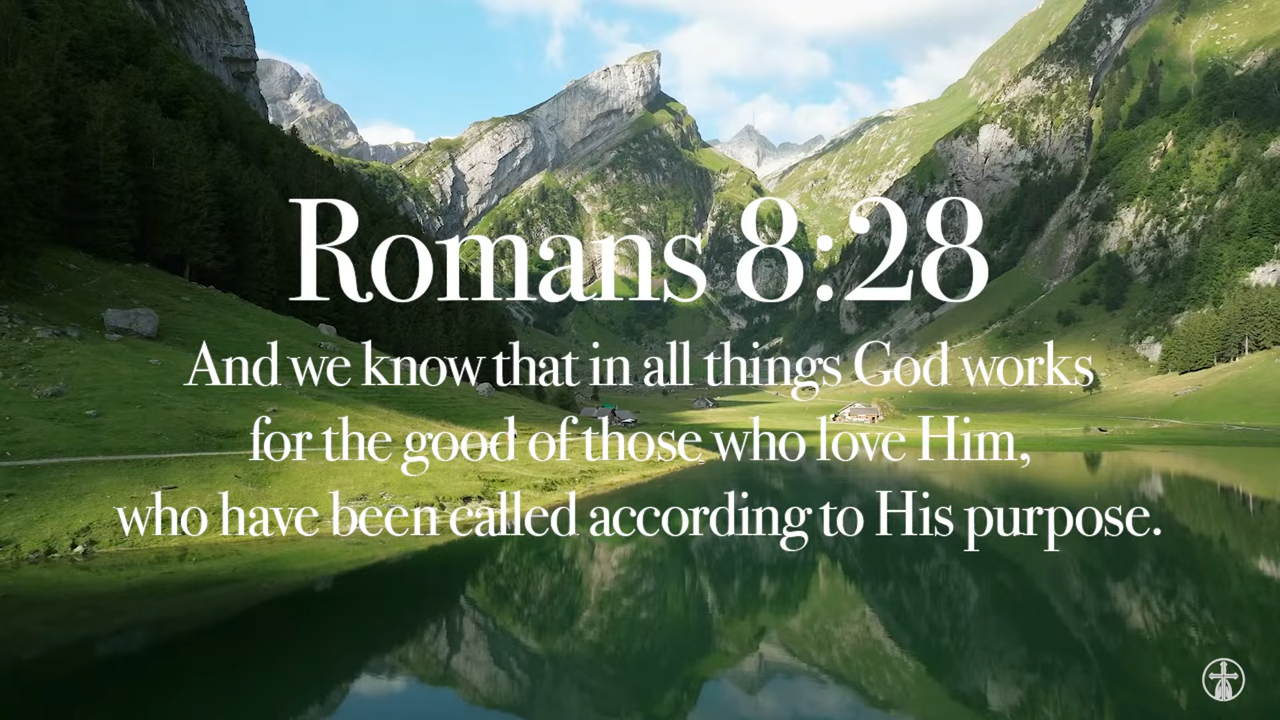 Romans 8:28
And we know that in all things God works
for the good of those who love Him,
who have been called according to His purpose.